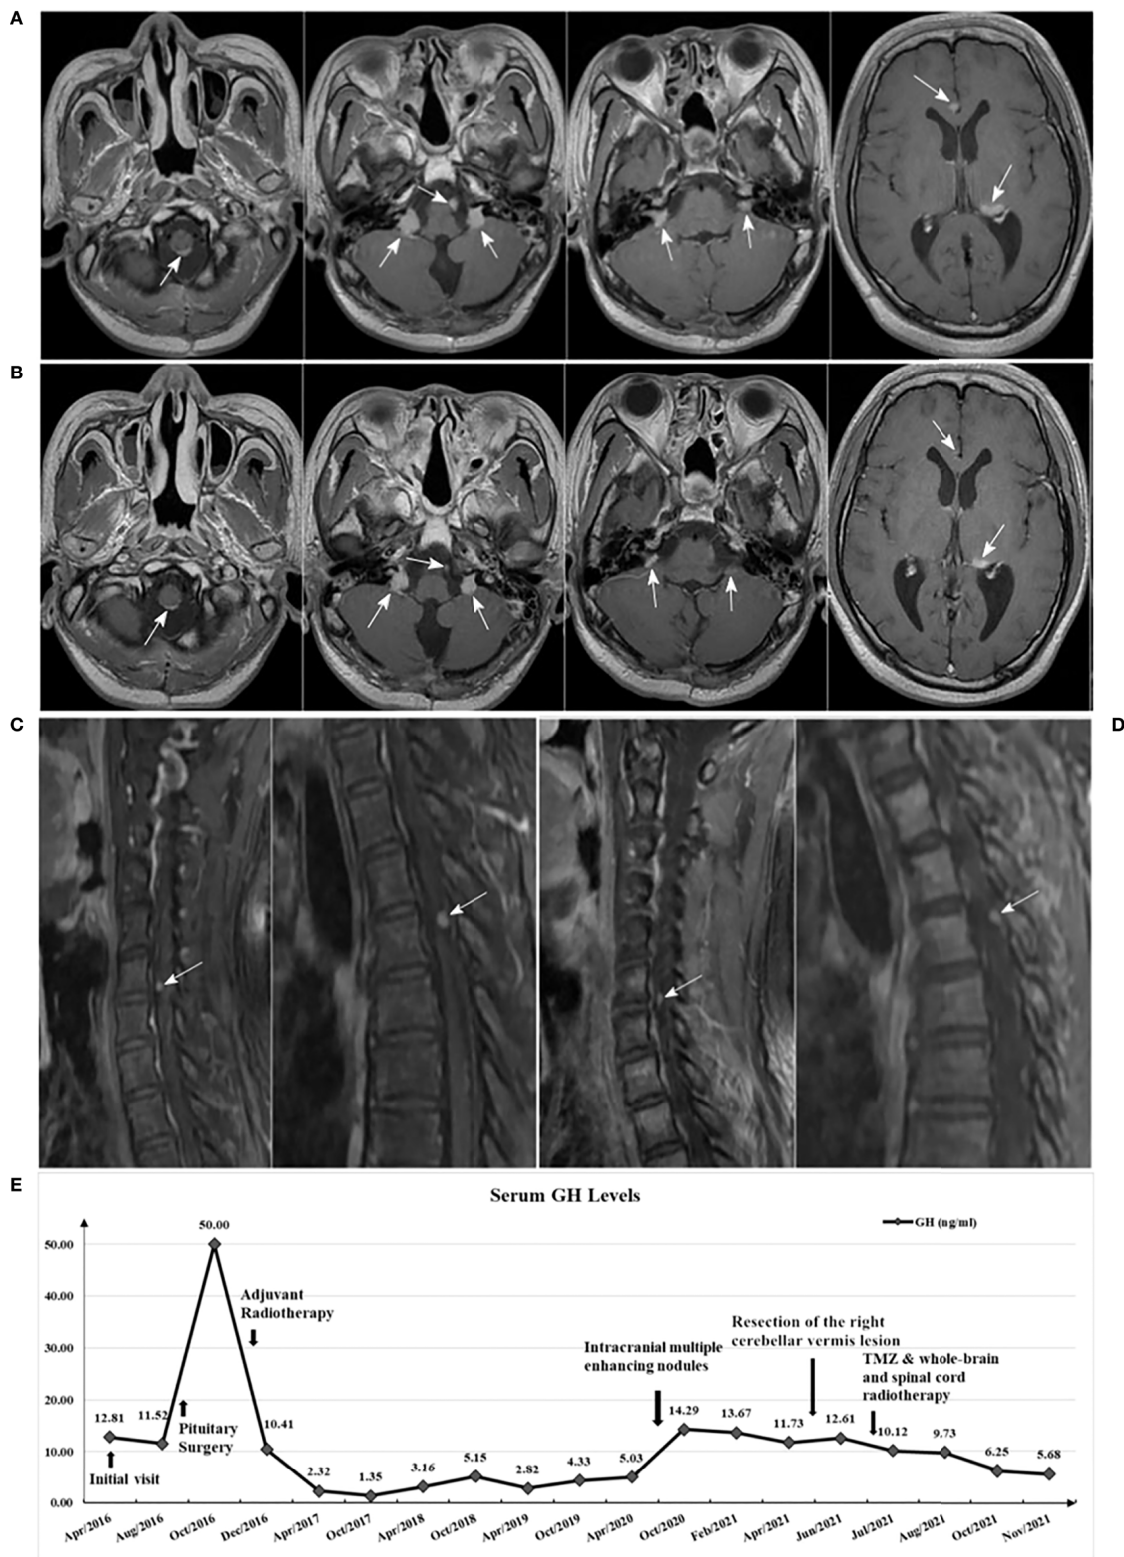 A
B
C
D
E
Serum GH Levels
GH (ng/ml)
50.00
40.00
30.00
20.00
10.00
0.00
12.81
11.52
50.00
10.41
2.32
1.35
3.16
5.15
2.82
4.33
5.03
14.29
13.67
11.73
12.61
10.12
9.73
6.25
5.68
Initial visit
Pituitary
Surgery
Adjuvant
Radiotherapy
Intracranial multiple
enhancing nodules
Resection of the right
cerebellar vermis lesion
TMZ & whole-brain
and spinal cord
radiotherapy
Apr/2016
Aug/2016
Oct/2016
Dec/2016
Apr/2017
Oct/2017
Apr/2018
Oct/2018
Apr/2019
Oct/2019
Apr/2020
Oct/2020
Feb/2021
Apr/2021
Jun/2021
Jul/2021
Aug/2021
Oct/2021
Nov/2021